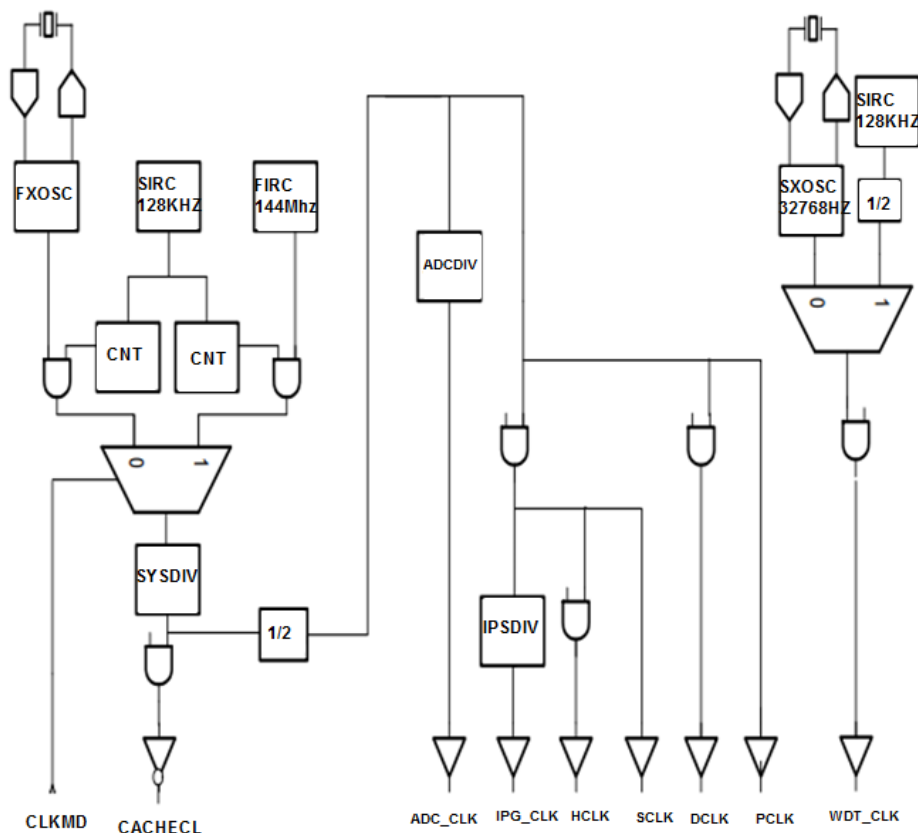 FXOSC
SIRC
128KHZ
FIRC
144Mhz
SXOSC
32768HZ
SIRC
128KHZ
1/2
CNT
CNT
ADCDIV
0
1
0
1
SYSDIV
1/2
IPSDIV
CLKMD
CACHECL
ADC_CLK
IPG_CLK
HCLK
SCLK
DCLK
PCLK
WDT_CLK